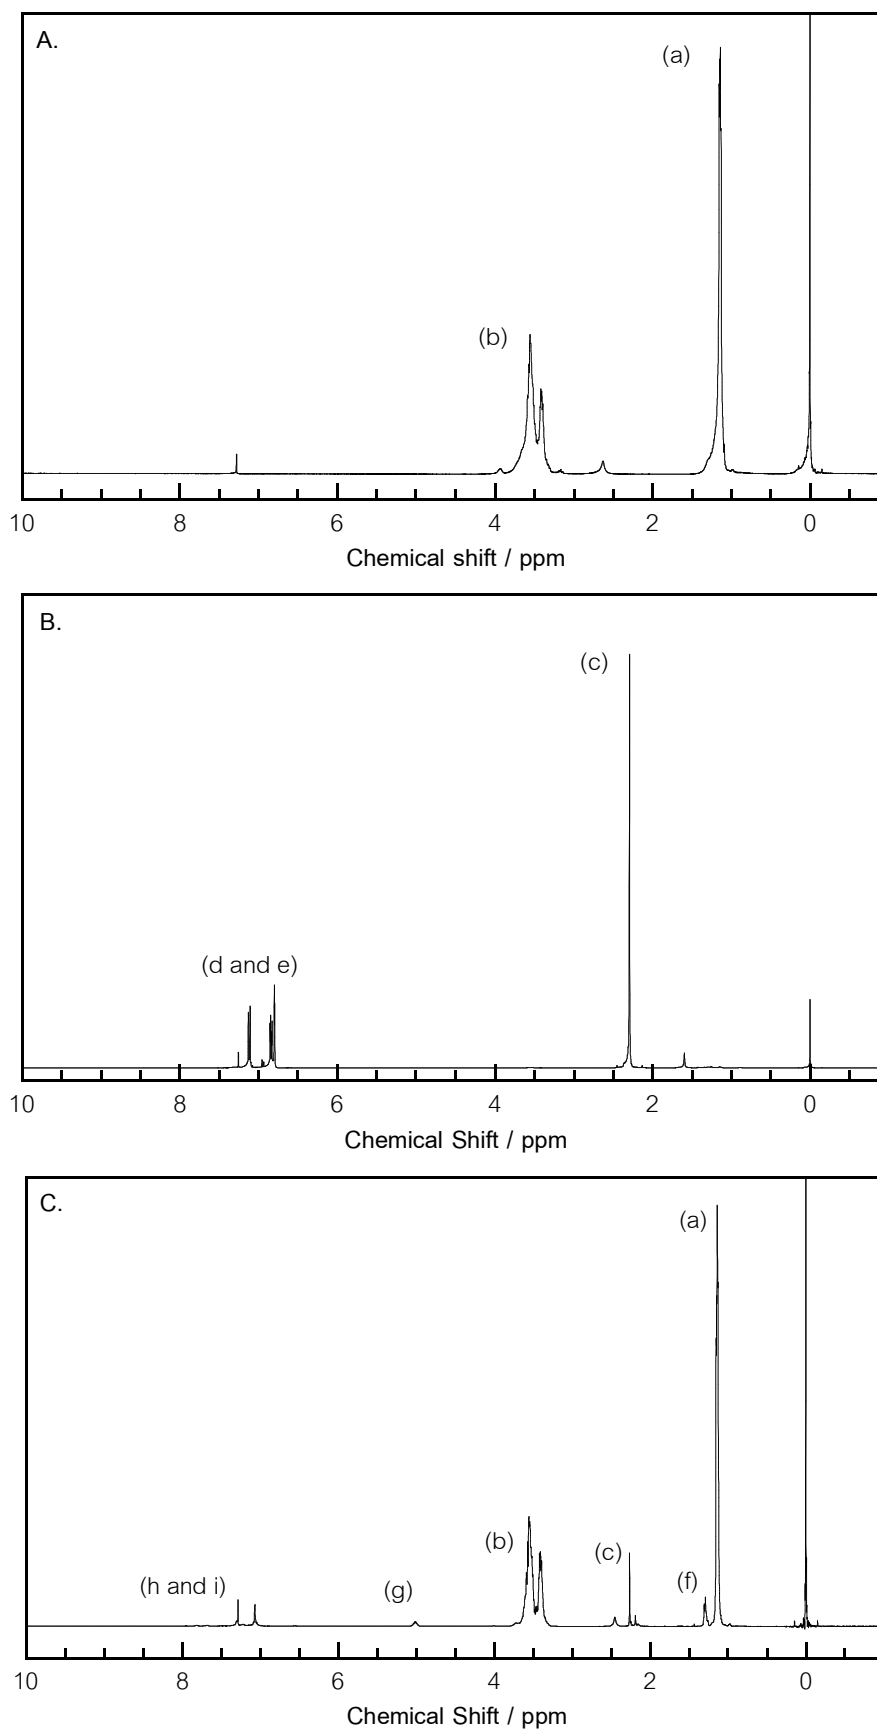 A.
(a)
(b)
10 8 6 4 2 0
Chemical shift / ppm
B.
(c)
(d and e)
10 8 6 4 2 0
Chemical Shift / ppm
C.
(a)
(b)
(c)
(f)
(h and i)
(g)
10 8 6 4 2 0
Chemical Shift / ppm